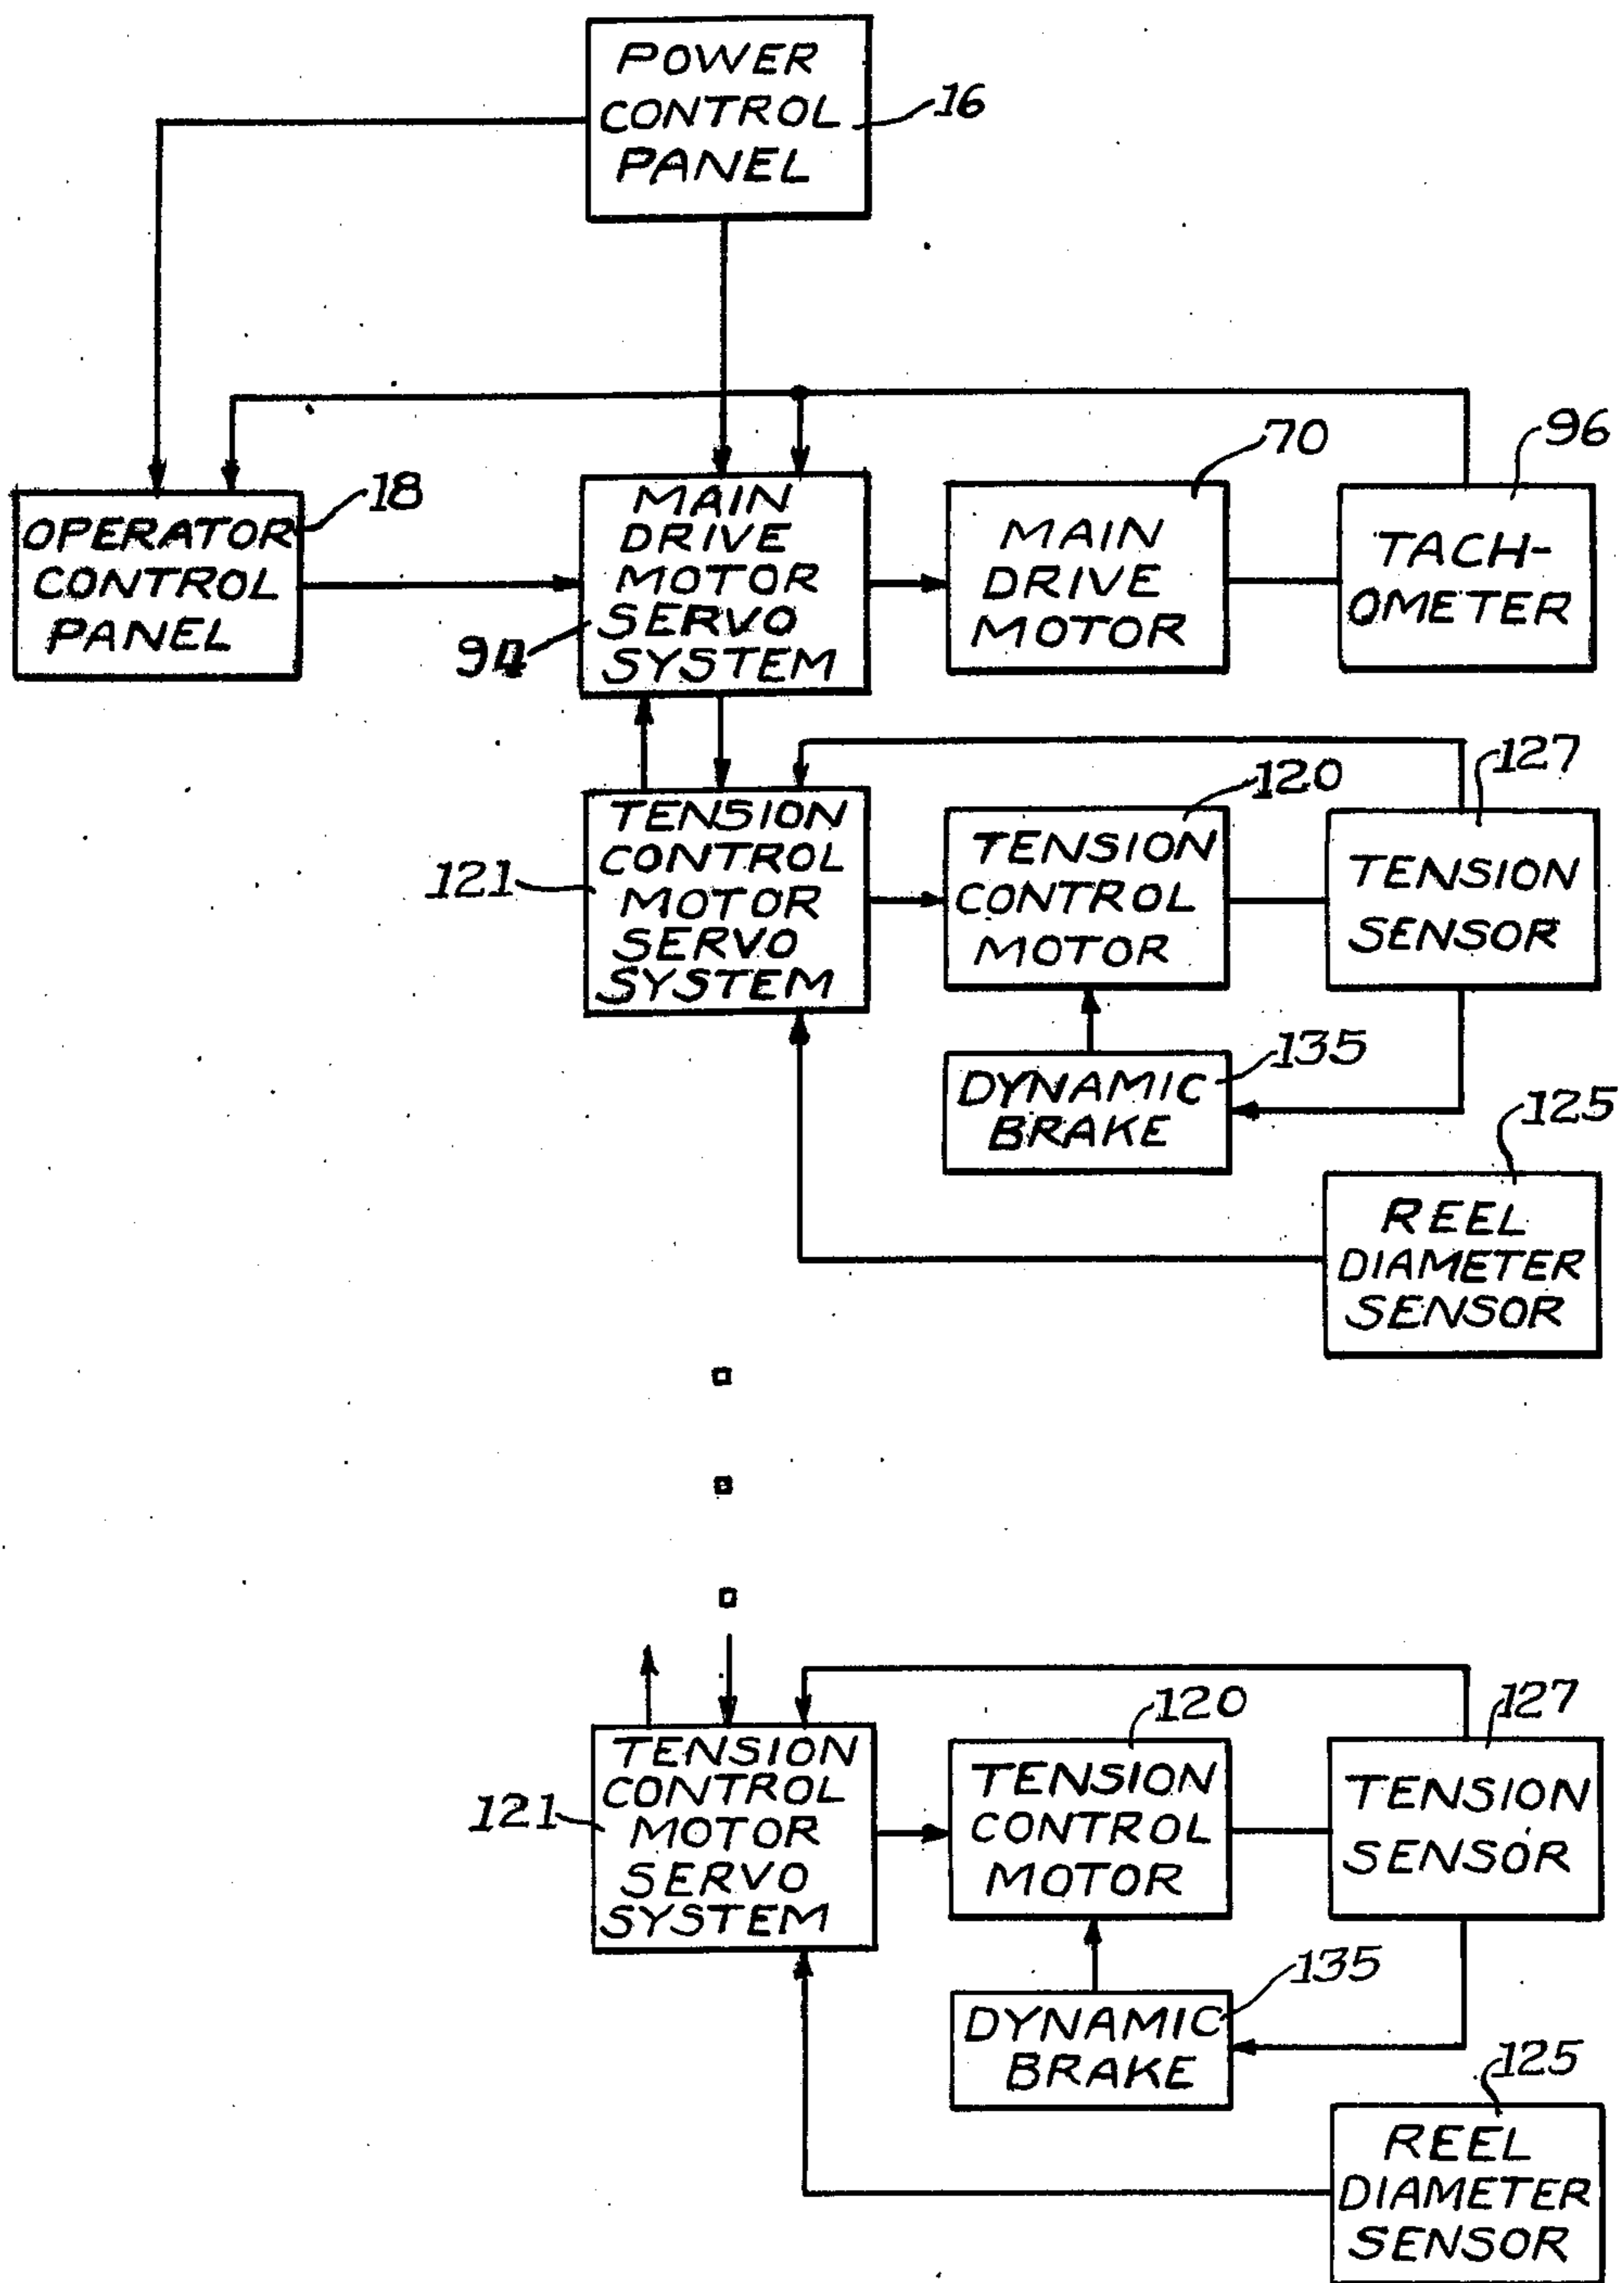 POWER
CONTROL
PANEL
16
18
OPERATOR
CONTROL
PANEL
MAIN
DRIVE
MOTOR
SERVO
SYSTEM
94
70
MAIN
DRIVE
MOTOR
96
TACH-
OMETER
121
TENSION
CONTROL
MOTOR
SERVO
SYSTEM
120
TENSION
CONTROL
MOTOR
127
TENSION
SENSOR
135
DYNAMIC
BRAKE
125
REEL
DIAMETER
SENSOR
121
TENSION
CONTROL
MOTOR
SERVO
SYSTEM
120
TENSION
CONTROL
MOTOR
127
TENSION
SENSOR
135
DYNAMIC
BRAKE
125
REEL
DIAMETER
SENSOR